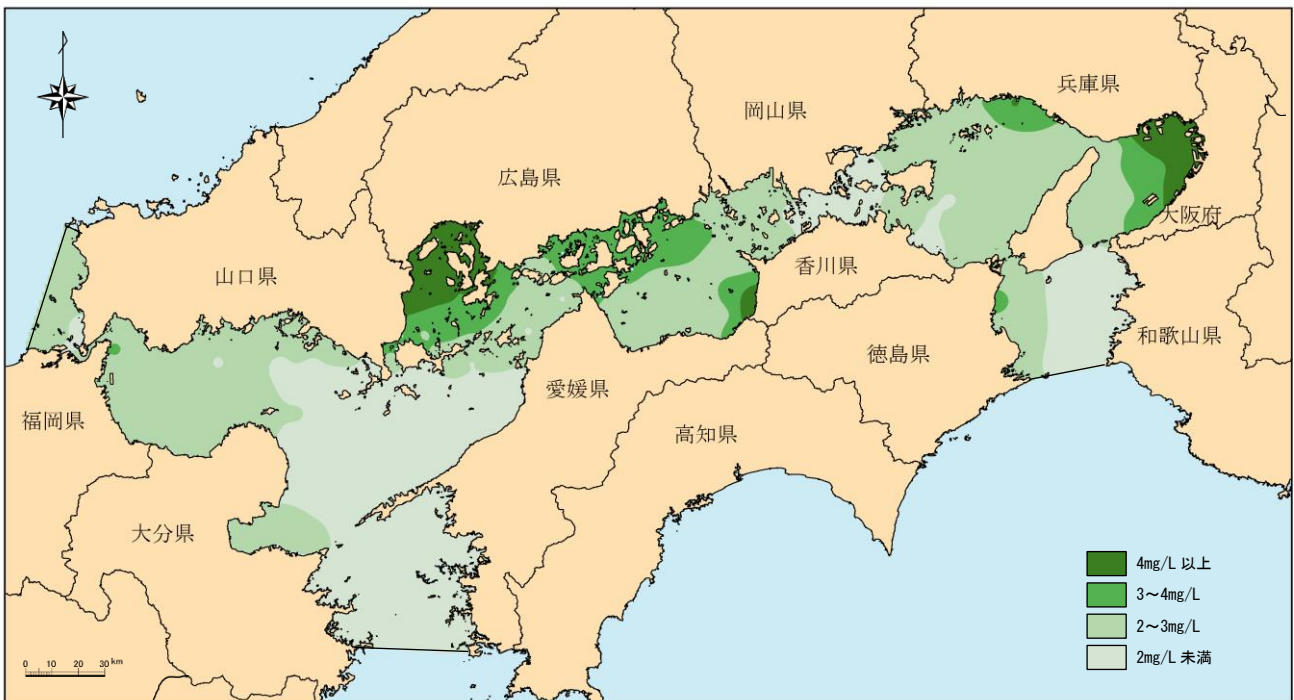 兵庫県
岡山県
広島県
大阪府
香川県
山口県
和歌山県
徳島県
愛媛県
福岡県
高知県
大分県
4mg/L 以上
3～4mg/L
2～3mg/L
2mg/L 未満
0 10 20 30 km